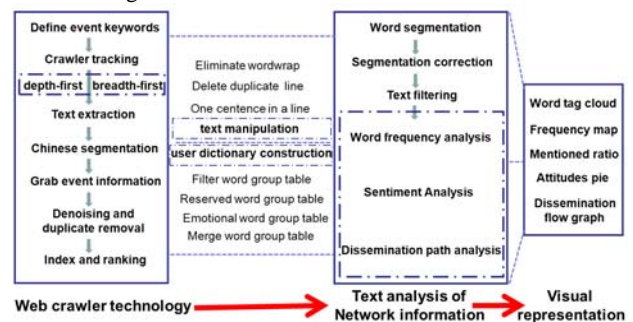 Define event keywords
Crawler tracking
depth-first breadth-first
Text extraction
Chinese segmentation
Grab event information
Denoising and
duplicate removal
Index and ranking
Eliminate wordwrap
Delete duplicate line
One centence in a line
text manipulation
user dictionary construction
Filter word group table
Reserved word group table
Emotional word group table
Merge word group table
Word segmentation
Segmentation correction
Text filtering
Word frequency analysis
Sentiment Analysis
Dissemination path analysis
Word tag cloud
Frequency map
Mentioned ratio
Attitudes pie
Dissemination
flow graph
Web crawler technology
Text analysis of
Network information
Visual
representation